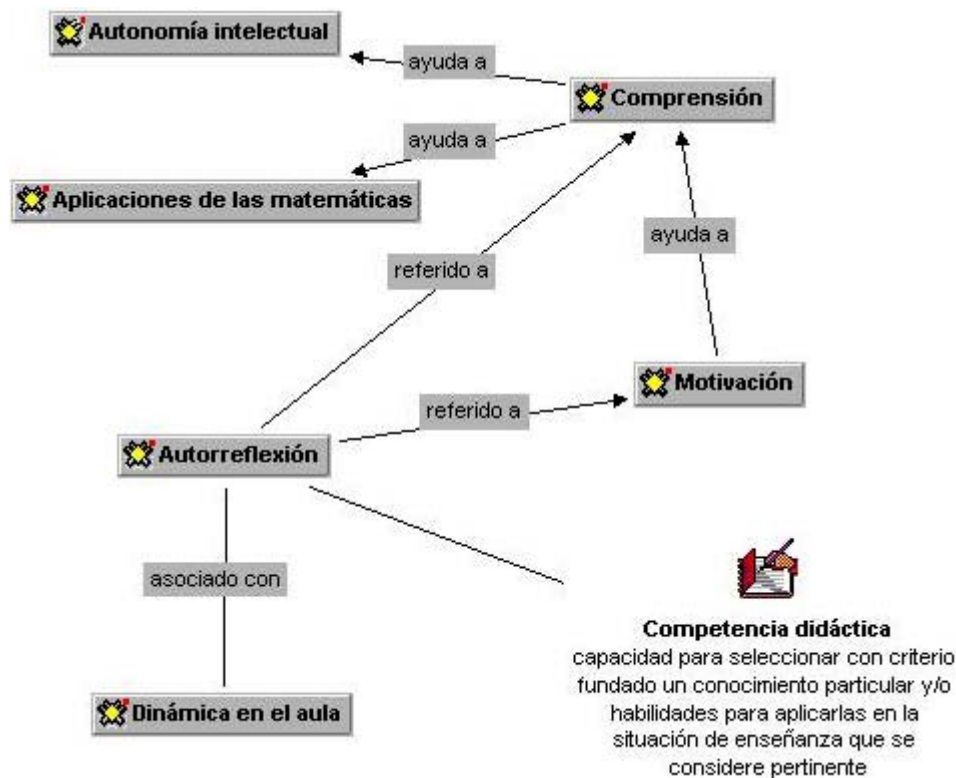 Autonomía intelectual
ayuda a
Comprensión
ayuda a
Aplicaciones de las matemáticas
ayuda a
referido a
Motivación
referido a
Autorreflexión
asociado con
Competencia didáctica
capacidad para seleccionar con criterio
fundado un conocimiento particular y/o
habilidades para aplicarlas en la
situación de enseñanza que se
considere pertinente
Dinámica en el aula